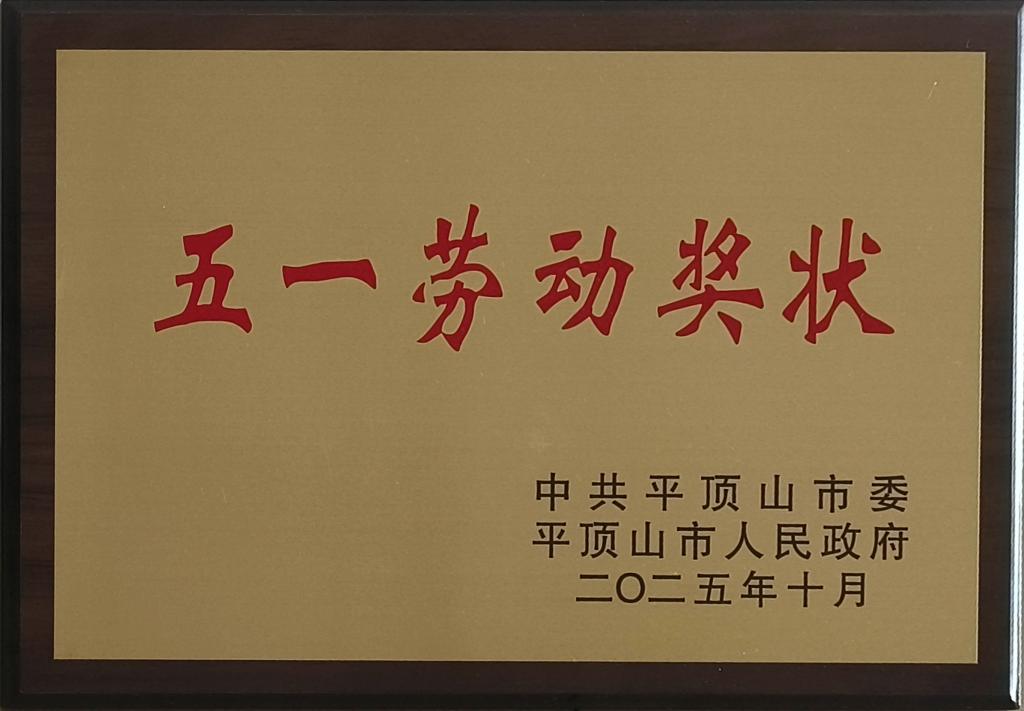 五一劳动奖状
中共平顶山市委
平顶山市人民政府
二〇二五年十月